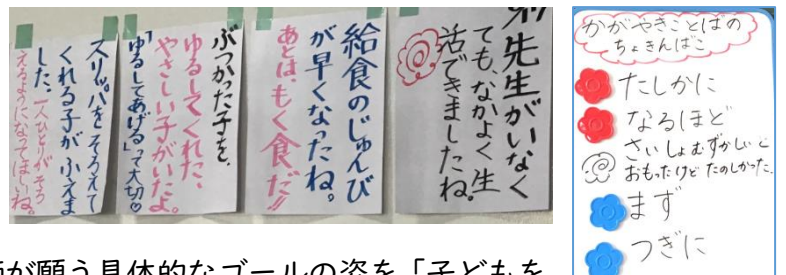 先生がいなく
ても、なかよく生
活できましたね。
給食のじゅんび
が早くなったね。
あとは、もく食だ!!
ぶつかった子を、
ゆるしてくれた、
やさしい子がいたよ。
「ゆるしてあげる」って大切♡
スリッパをそろえて
くれる子がふえま
した。一人ひとりがそろ
えるようになってほしいね。
かがやきことばの
ちょきんばこ
たしかに
なるほど
さいしょむずかしいと
おもったけどたのしかった。
まず
つぎに
が願う具体的なゴールの姿を「子どもを